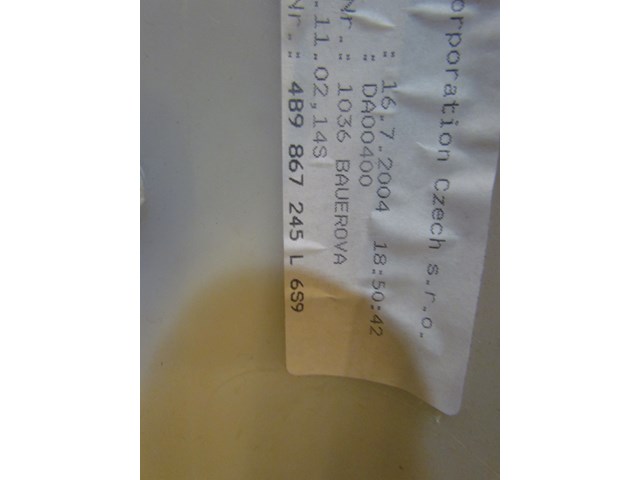 orporation Czech s.r.o.
: 16.7.2004 18:50:42
: DA00400
Nr.: 1036 BAUEROVA
.11.02,14S
Nr.: 4B9 867 245 L 6S9